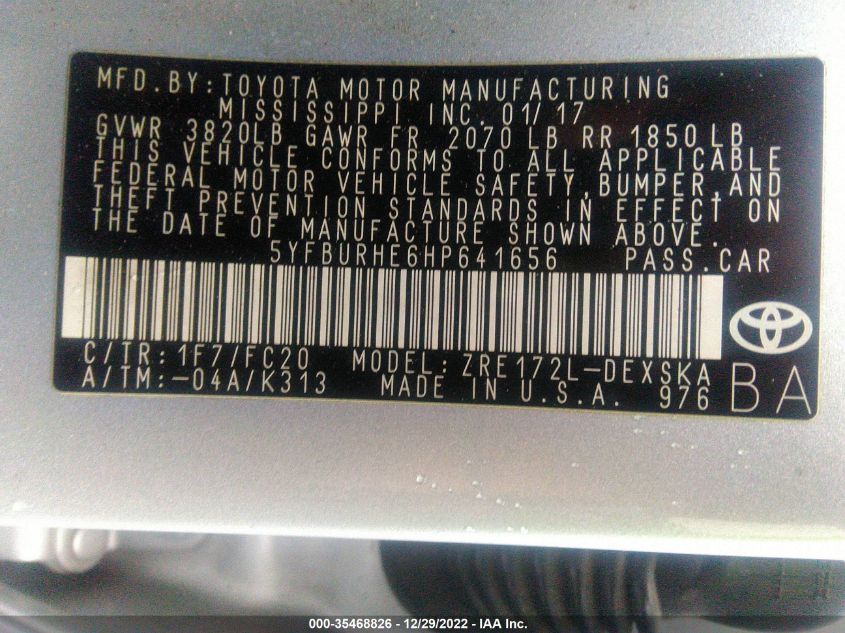 MFD.BY:TOYOTA MOTOR MANUFACTURING
MISSISSIPPI INC. 01/17
GVWR 3820LB GAWR FR 2070 LB RR 1850 LB
THIS VEHICLE CONFORMS TO ALL APPLICABLE
FEDERAL MOTOR VEHICLE SAFETY,BUMPER,AND
THEFT PREVENTION STANDARDS IN EFFECT ON
THE DATE OF MANUFACTURE SHOWN ABOVE.
5YFBURHE6HP641656 PASS.CAR
C/TR: 1F7/FC20 MODEL: ZRE172L-DEXSKA
A/TM:-04A/K313 MADE IN U.S.A. 976 BA
000-35468826 - 12/29/2022 - IAA Inc.